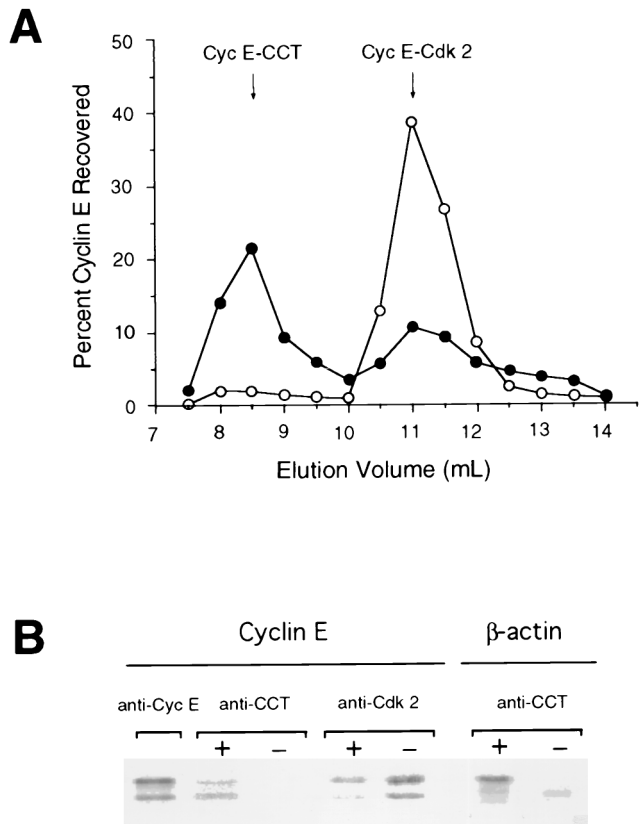 A
Cyc E-CCT
Cyc E-Cdk 2
Percent Cyclin E Recovered
50
40
30
20
10
0
7 8 9 10 11 12 13 14
Elution Volume (mL)
B
Cyclin E
β-actin
anti-Cyc E anti-CCT anti-Cdk 2 anti-CCT
+ − + − + −